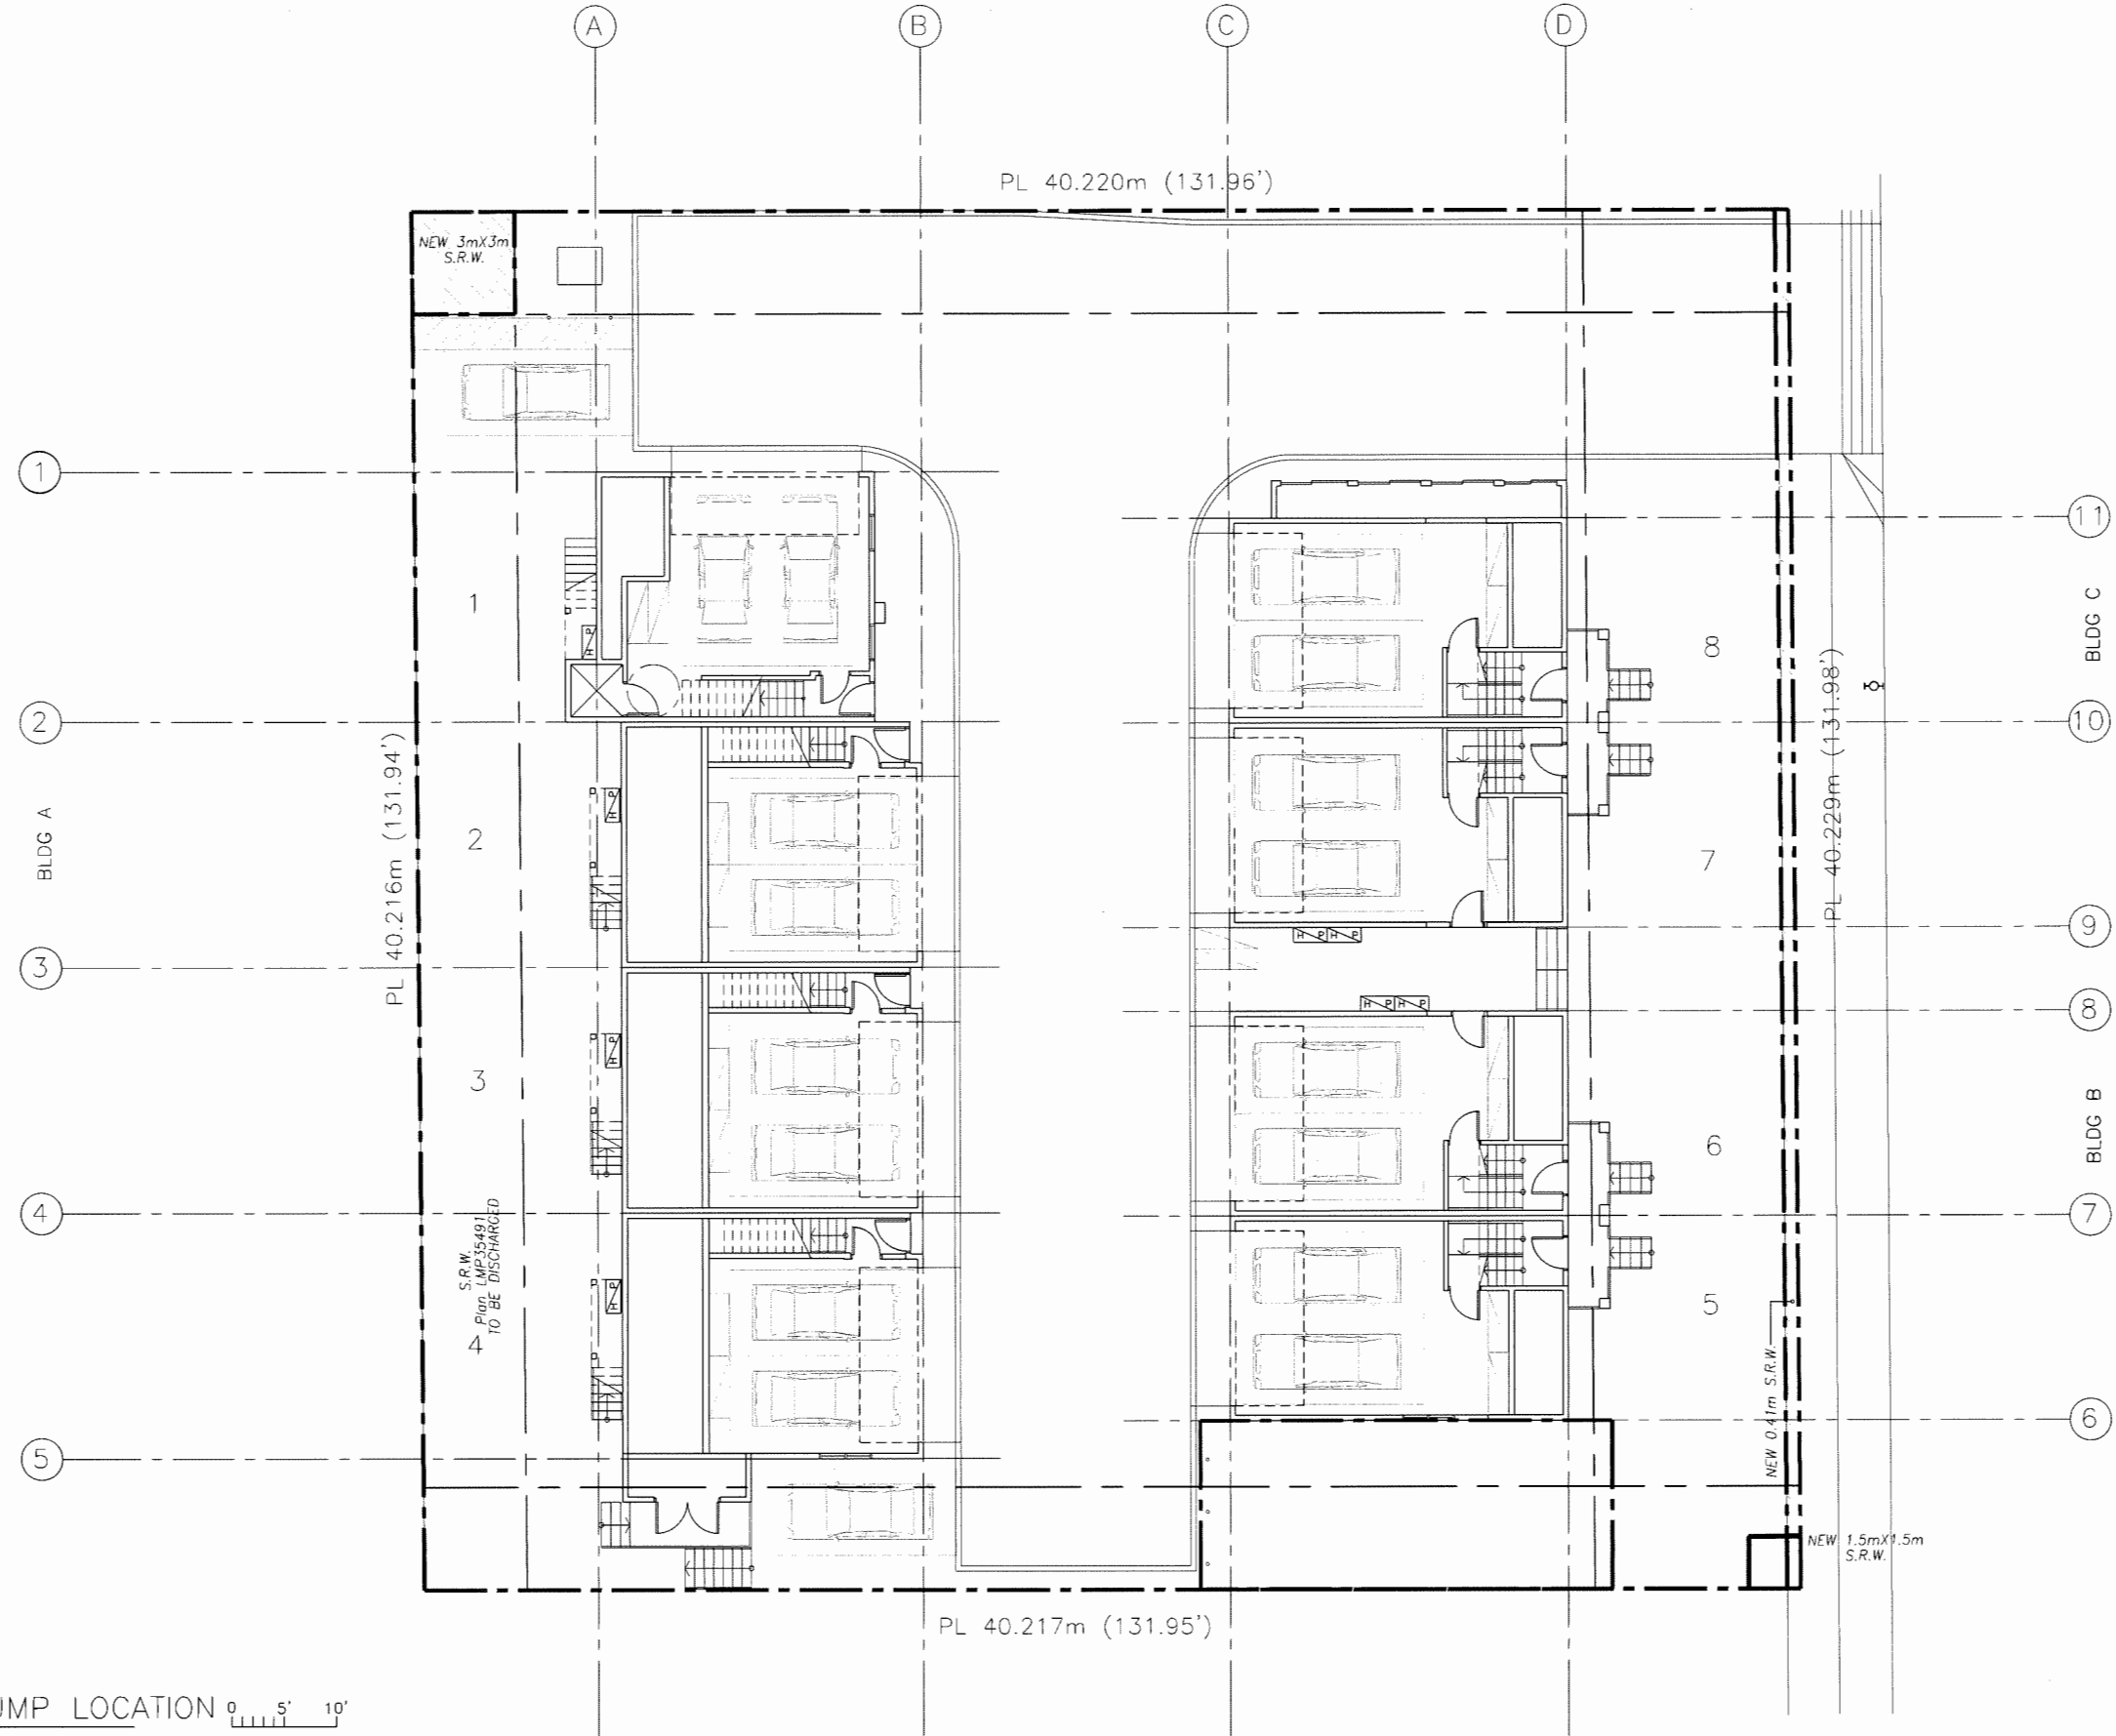 A
B
C
D
PL 40.220m (131.96')
NEW 3mX3m
S.R.W.
1
11
1
H P
8
BLDG C
2
10
PL 40.216m (131.94')
BLDG A
2
H P
7
PL 40.229m (131.98')
9
H P H P
3
8
H P H P
3
H P
6
BLDG B
4
7
S.R.W.
Plan LMP35491
TO BE DISCHARGED
4
H P
5
NEW 0.41m S.R.W.
6
5
NEW 1.5mX1.5m
S.R.W.
PL 40.217m (131.95')
UMP LOCATION
0 5' 10'